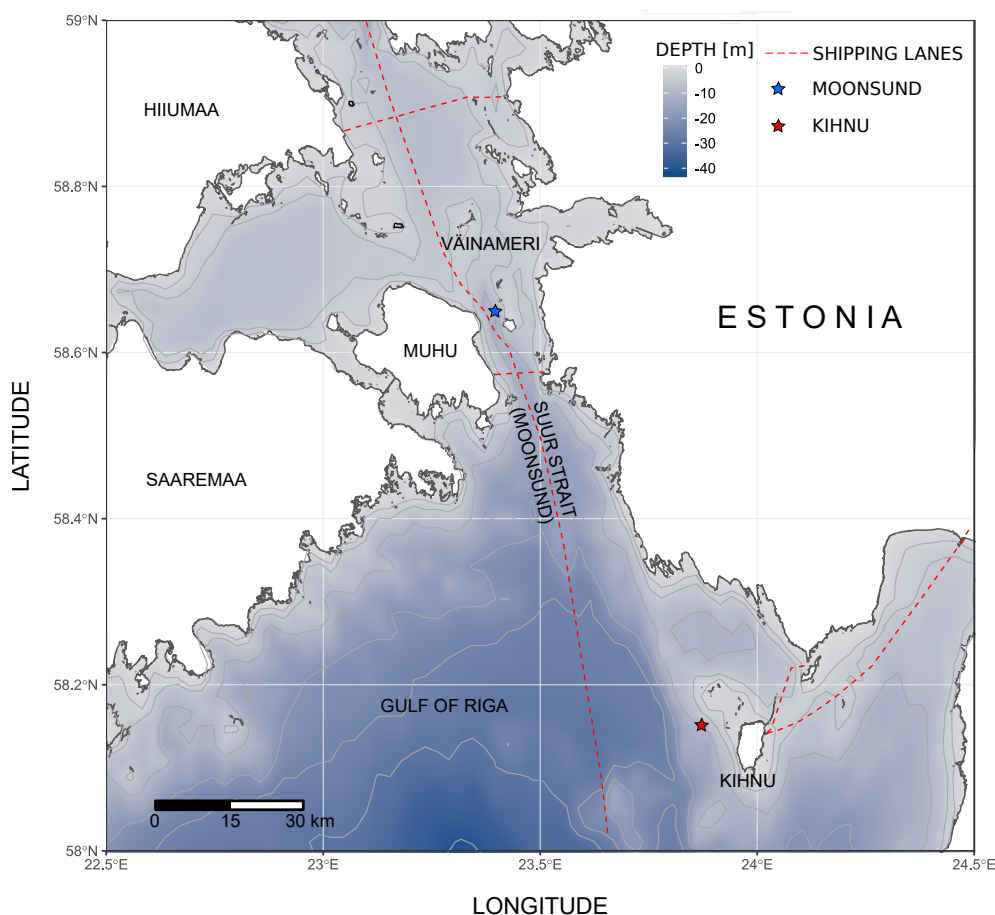 59°N
DEPTH [m]
0
-10
-20
-30
-40
SHIPPING LANES
MOONSUND
KIHNU
HIIUMAA
58.8°N
VÄINAMERI
ESTONIA
58.6°N
MUHU
LATITUDE
SUUR STRAIT
(MOONSUND)
SAAREMAA
58.4°N
58.2°N
GULF OF RIGA
KIHNU
0
15
30 km
58°N
22.5°E
23°E
23.5°E
24°E
24.5°E
LONGITUDE